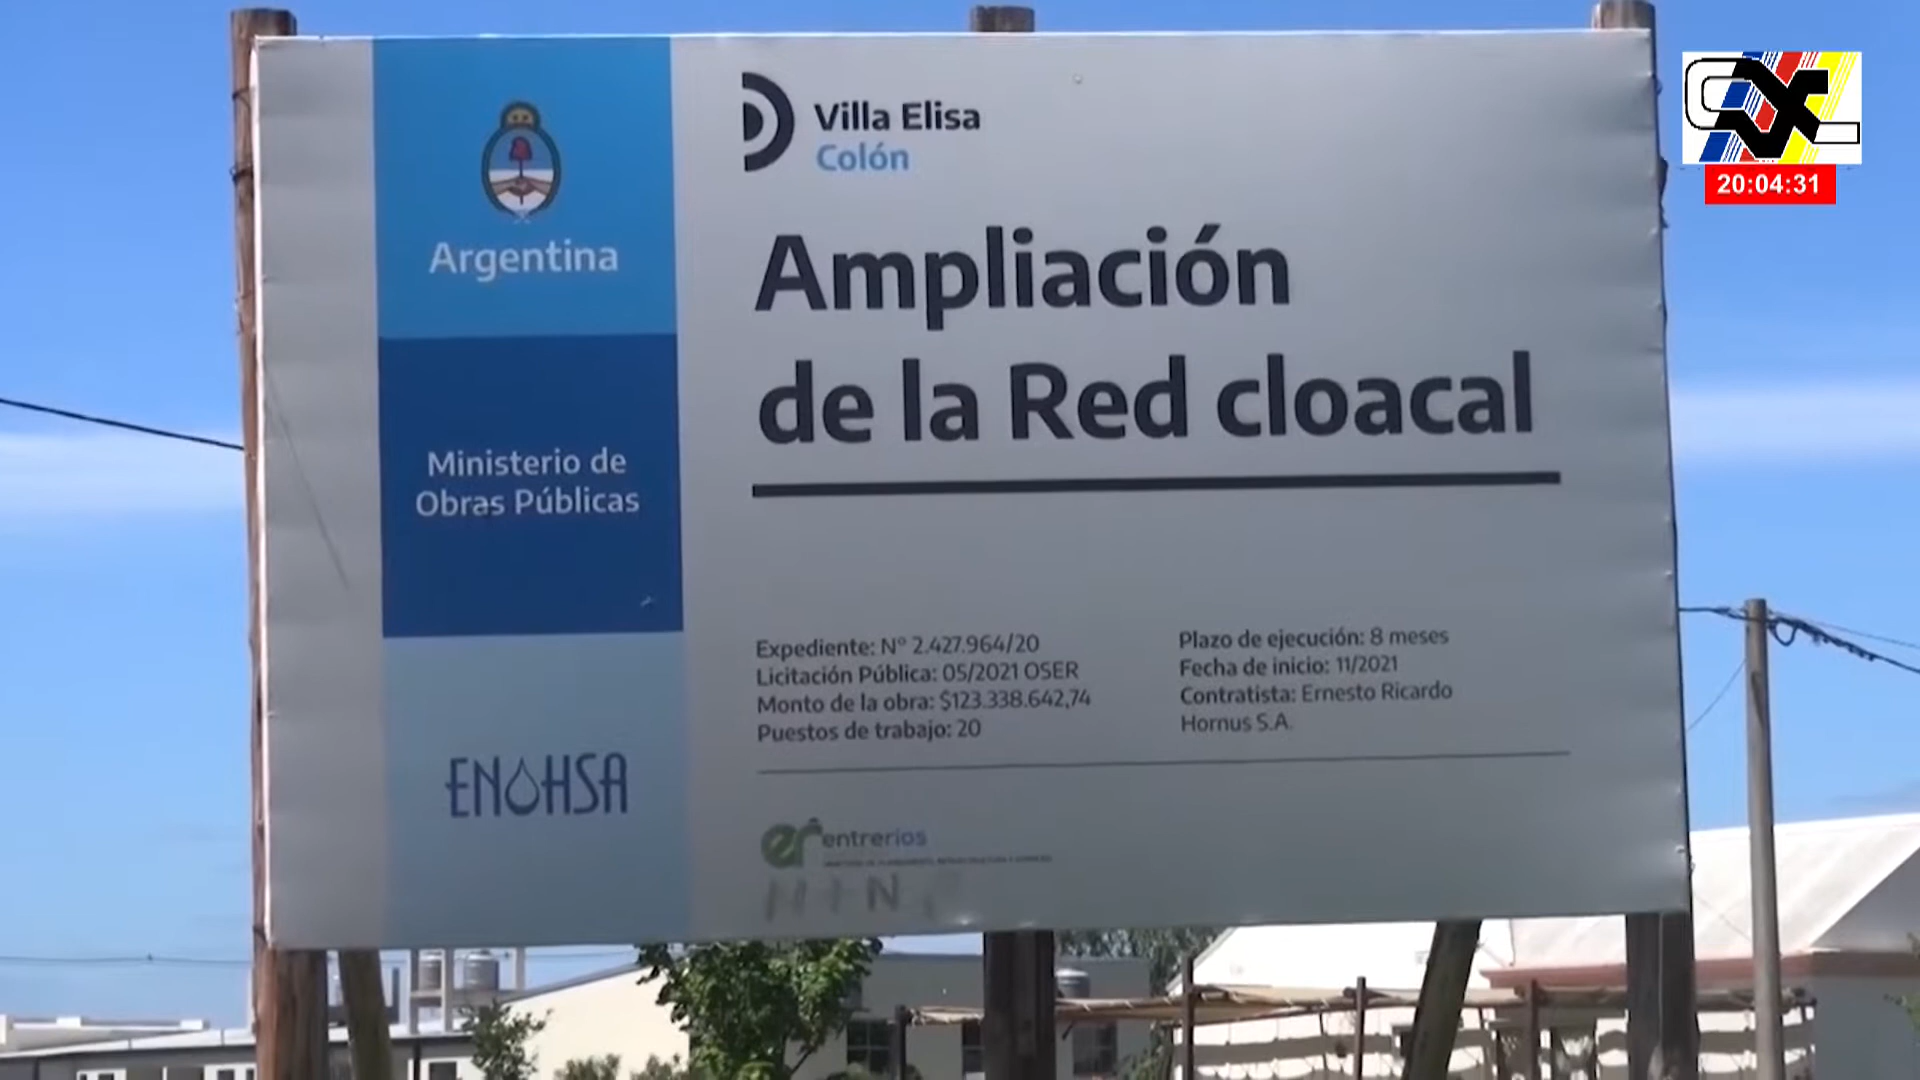 Argentina
Ministerio de
Obras Públicas
ENOHSA
Villa Elisa
Colón
Ampliación
de la Red cloacal
Expediente: Nº 2.427.964/20
Licitación Pública: 05/2021 OSER
Monto de la obra: $123.338.642,74
Puestos de trabajo: 20
Plazo de ejecución: 8 meses
Fecha de inicio: 11/2021
Contratista: Ernesto Ricardo
Hornus S.A.
er entrerios
20:04:31